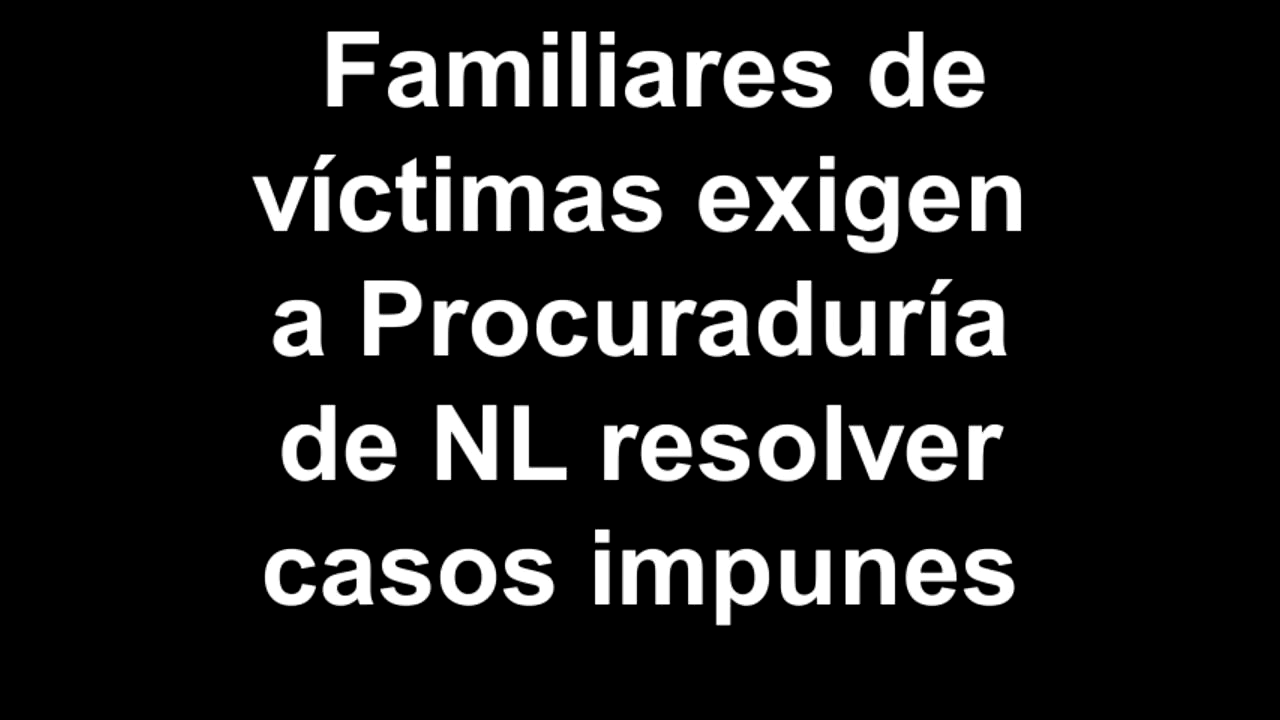 Familiares de
víctimas exigen
a Procuraduría
de NL resolver
casos impunes